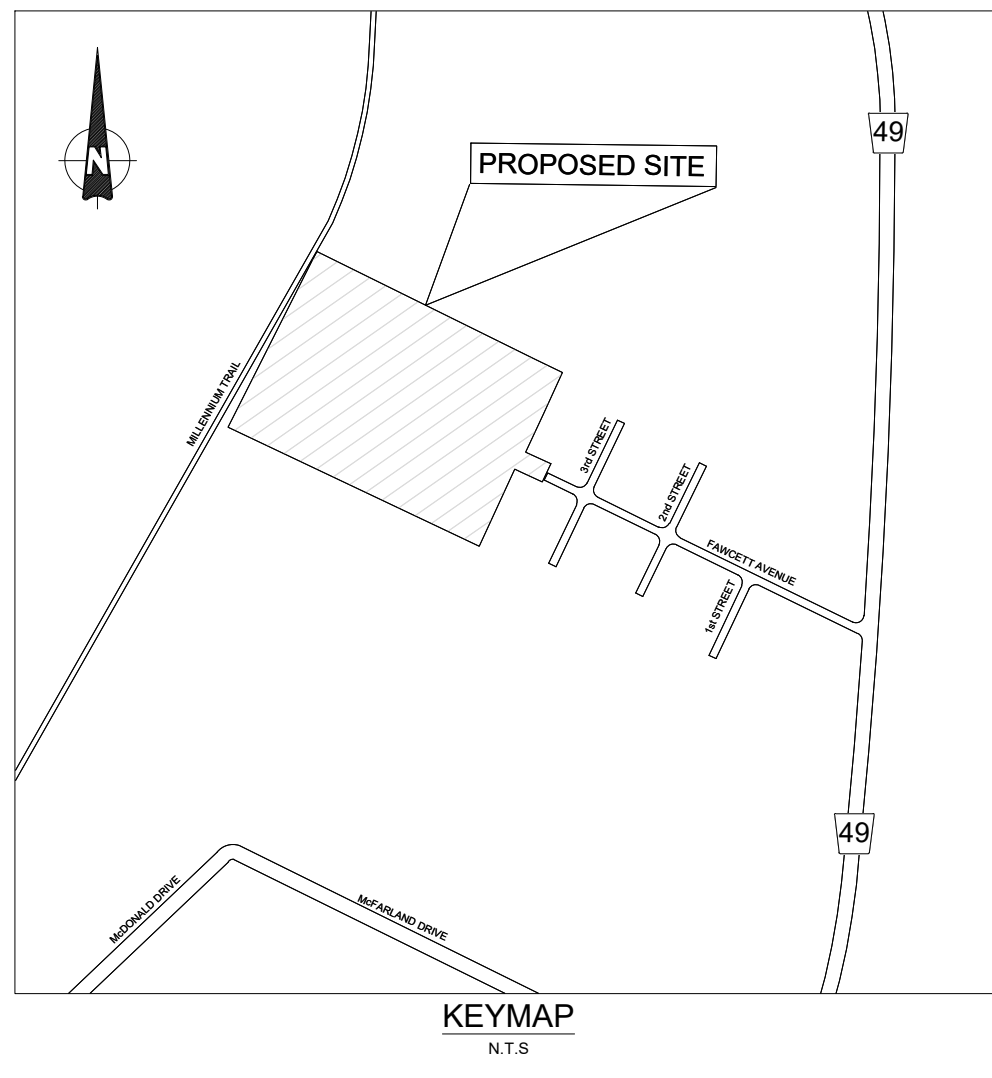 49
N
PROPOSED SITE
MILLENNIUM TRAIL
3rd STREET
2nd STREET
FAWCETT AVENUE
1st STREET
49
McDONALD DRIVE
McFARLAND DRIVE
KEYMAP
N.T.S